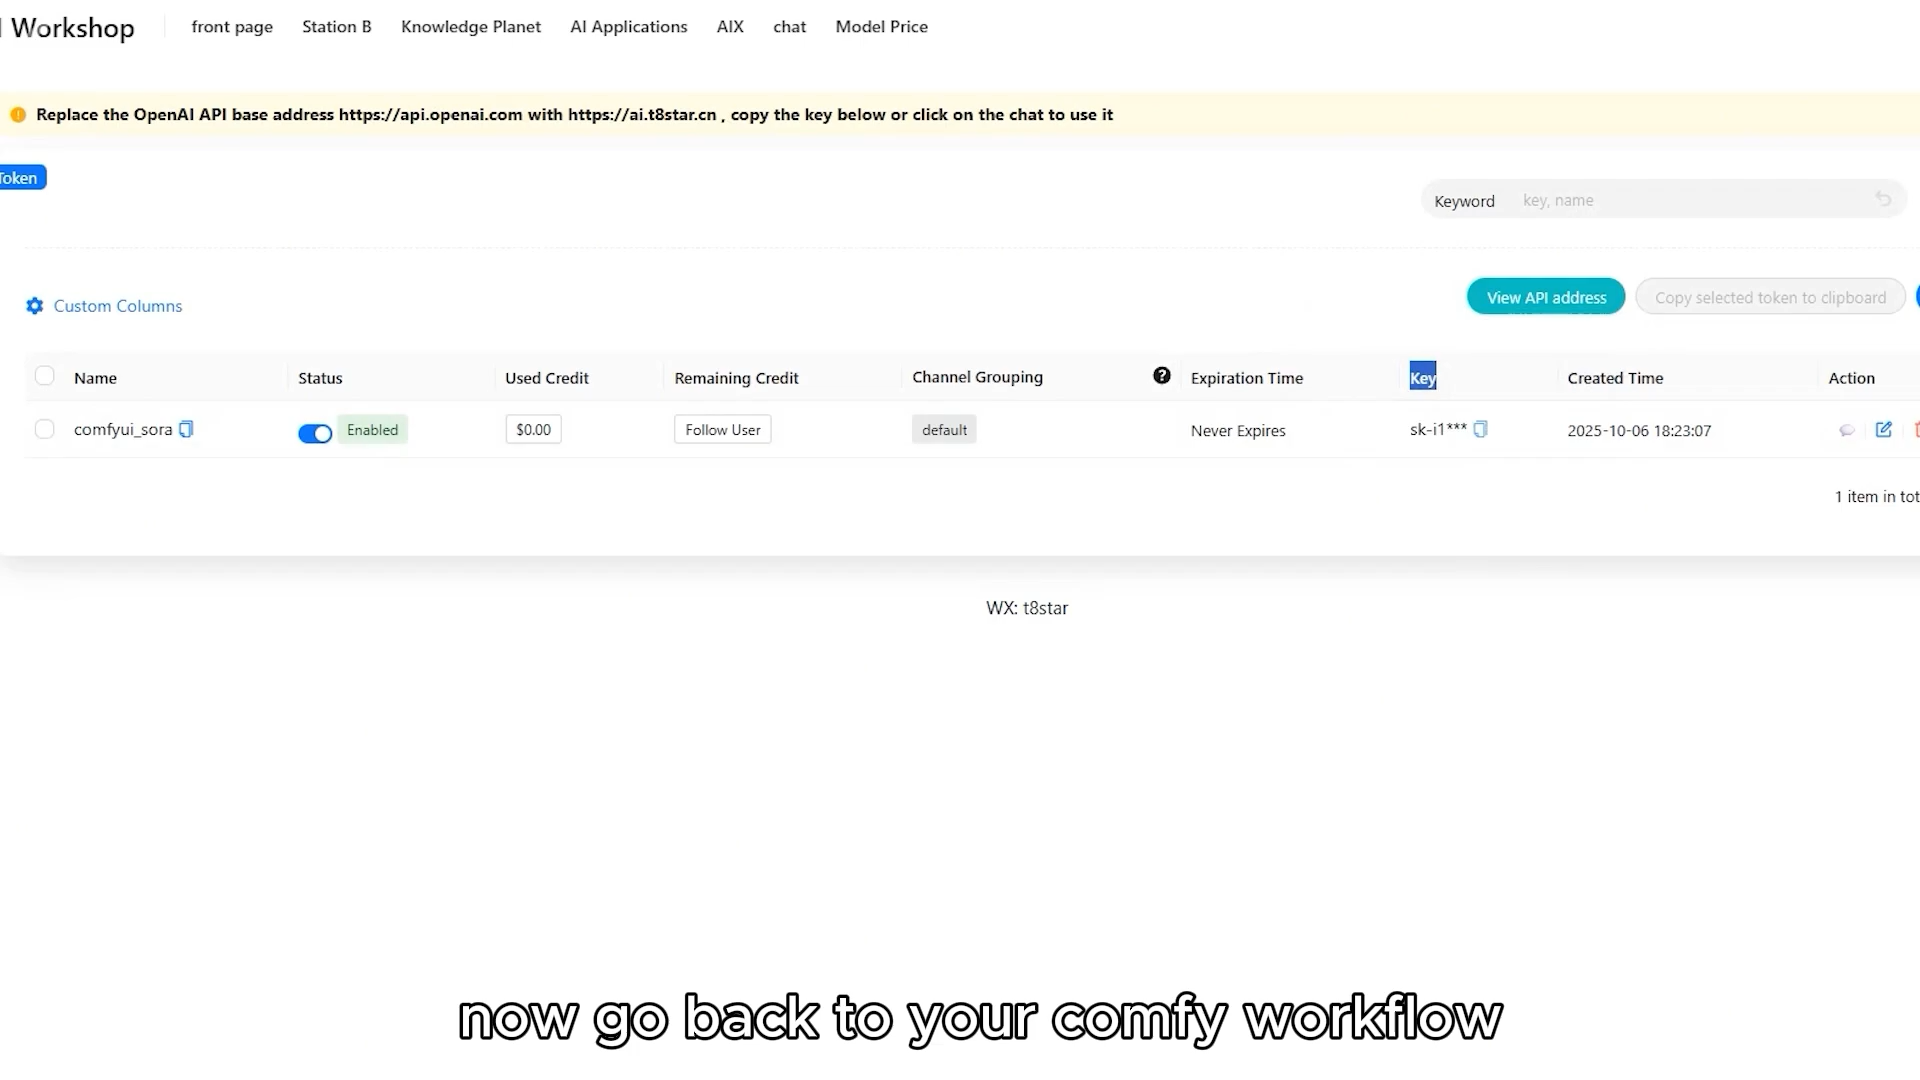 Workshop
front page Station B Knowledge Planet AI Applications AIX chat Model Price
Replace the OpenAI API base address https://api.openai.com with https://ai.t8star.cn , copy the key below or click on the chat to use it
Token
Keyword key, name
Custom Columns
View API address Copy selected token to clipboard
Name Status Used Credit Remaining Credit Channel Grouping Expiration Time Key Created Time Action
comfyui_sora Enabled $0.00 Follow User default Never Expires sk-i1*** 2025-10-06 18:23:07
1 item in tot
WX: t8star
now go back to your comfy workflow